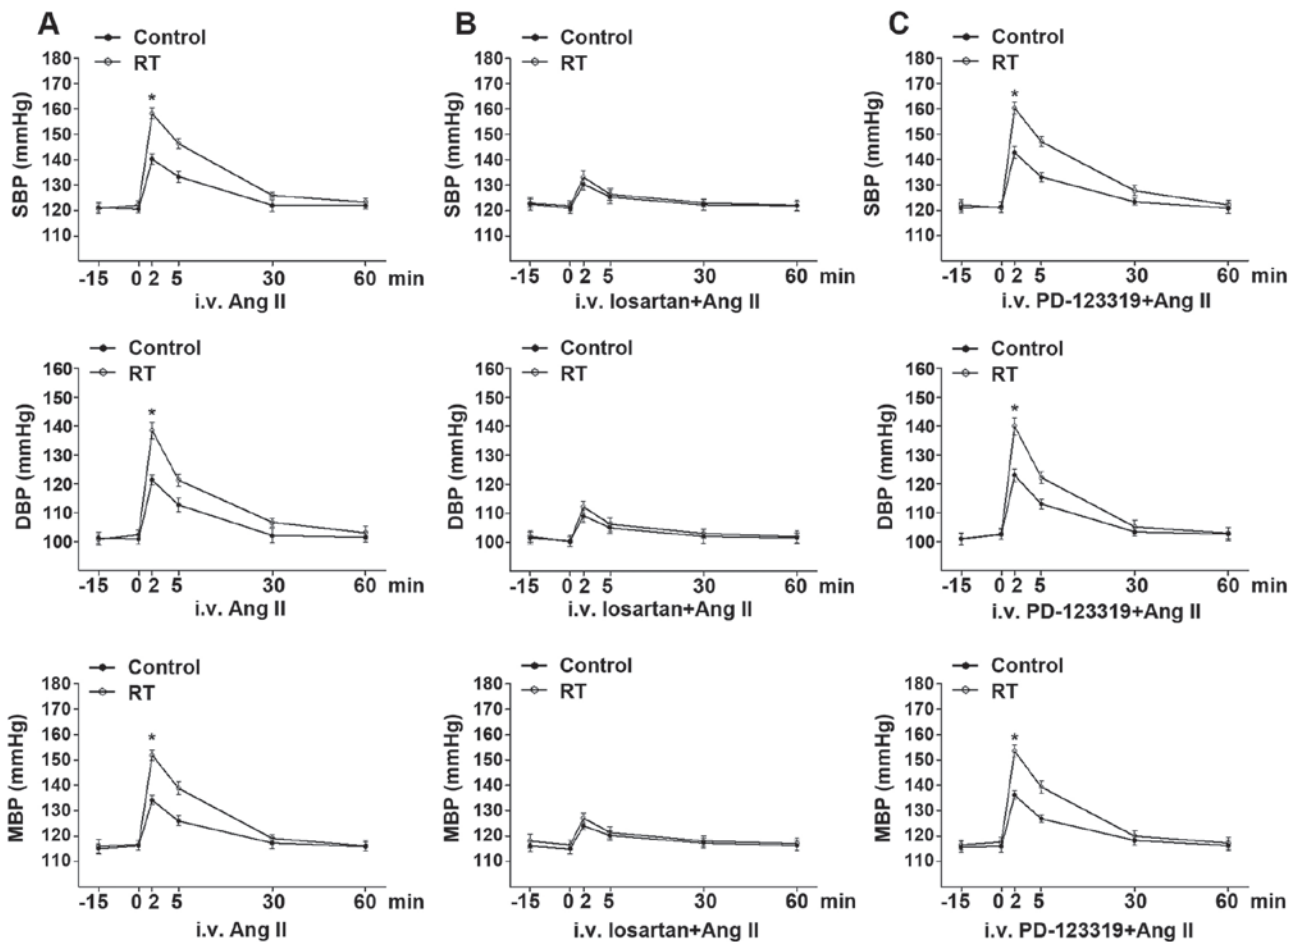 A
Control
RT
SBP (mmHg)
180
170
160
150
140
130
120
110
*
-15 0 2 5 30 60 min
i.v. Ang II
B
Control
RT
SBP (mmHg)
180
170
160
150
140
130
120
110
-15 0 2 5 30 60 min
i.v. losartan+Ang II
C
Control
RT
SBP (mmHg)
180
170
160
150
140
130
120
110
*
-15 0 2 5 30 60 min
i.v. PD-123319+Ang II
Control
RT
DBP (mmHg)
160
150
140
130
120
110
100
*
-15 0 2 5 30 60 min
i.v. Ang II
Control
RT
DBP (mmHg)
160
150
140
130
120
110
100
-15 0 2 5 30 60 min
i.v. losartan+Ang II
Control
RT
DBP (mmHg)
160
150
140
130
120
110
100
*
-15 0 2 5 30 60 min
i.v. PD-123319+Ang II
Control
RT
MBP (mmHg)
180
170
160
150
140
130
120
110
*
-15 0 2 5 30 60 min
i.v. Ang II
Control
RT
MBP (mmHg)
180
170
160
150
140
130
120
110
-15 0 2 5 30 60 min
i.v. losartan+Ang II
Control
RT
MBP (mmHg)
180
170
160
150
140
130
120
110
*
-15 0 2 5 30 60 min
i.v. PD-123319+Ang II